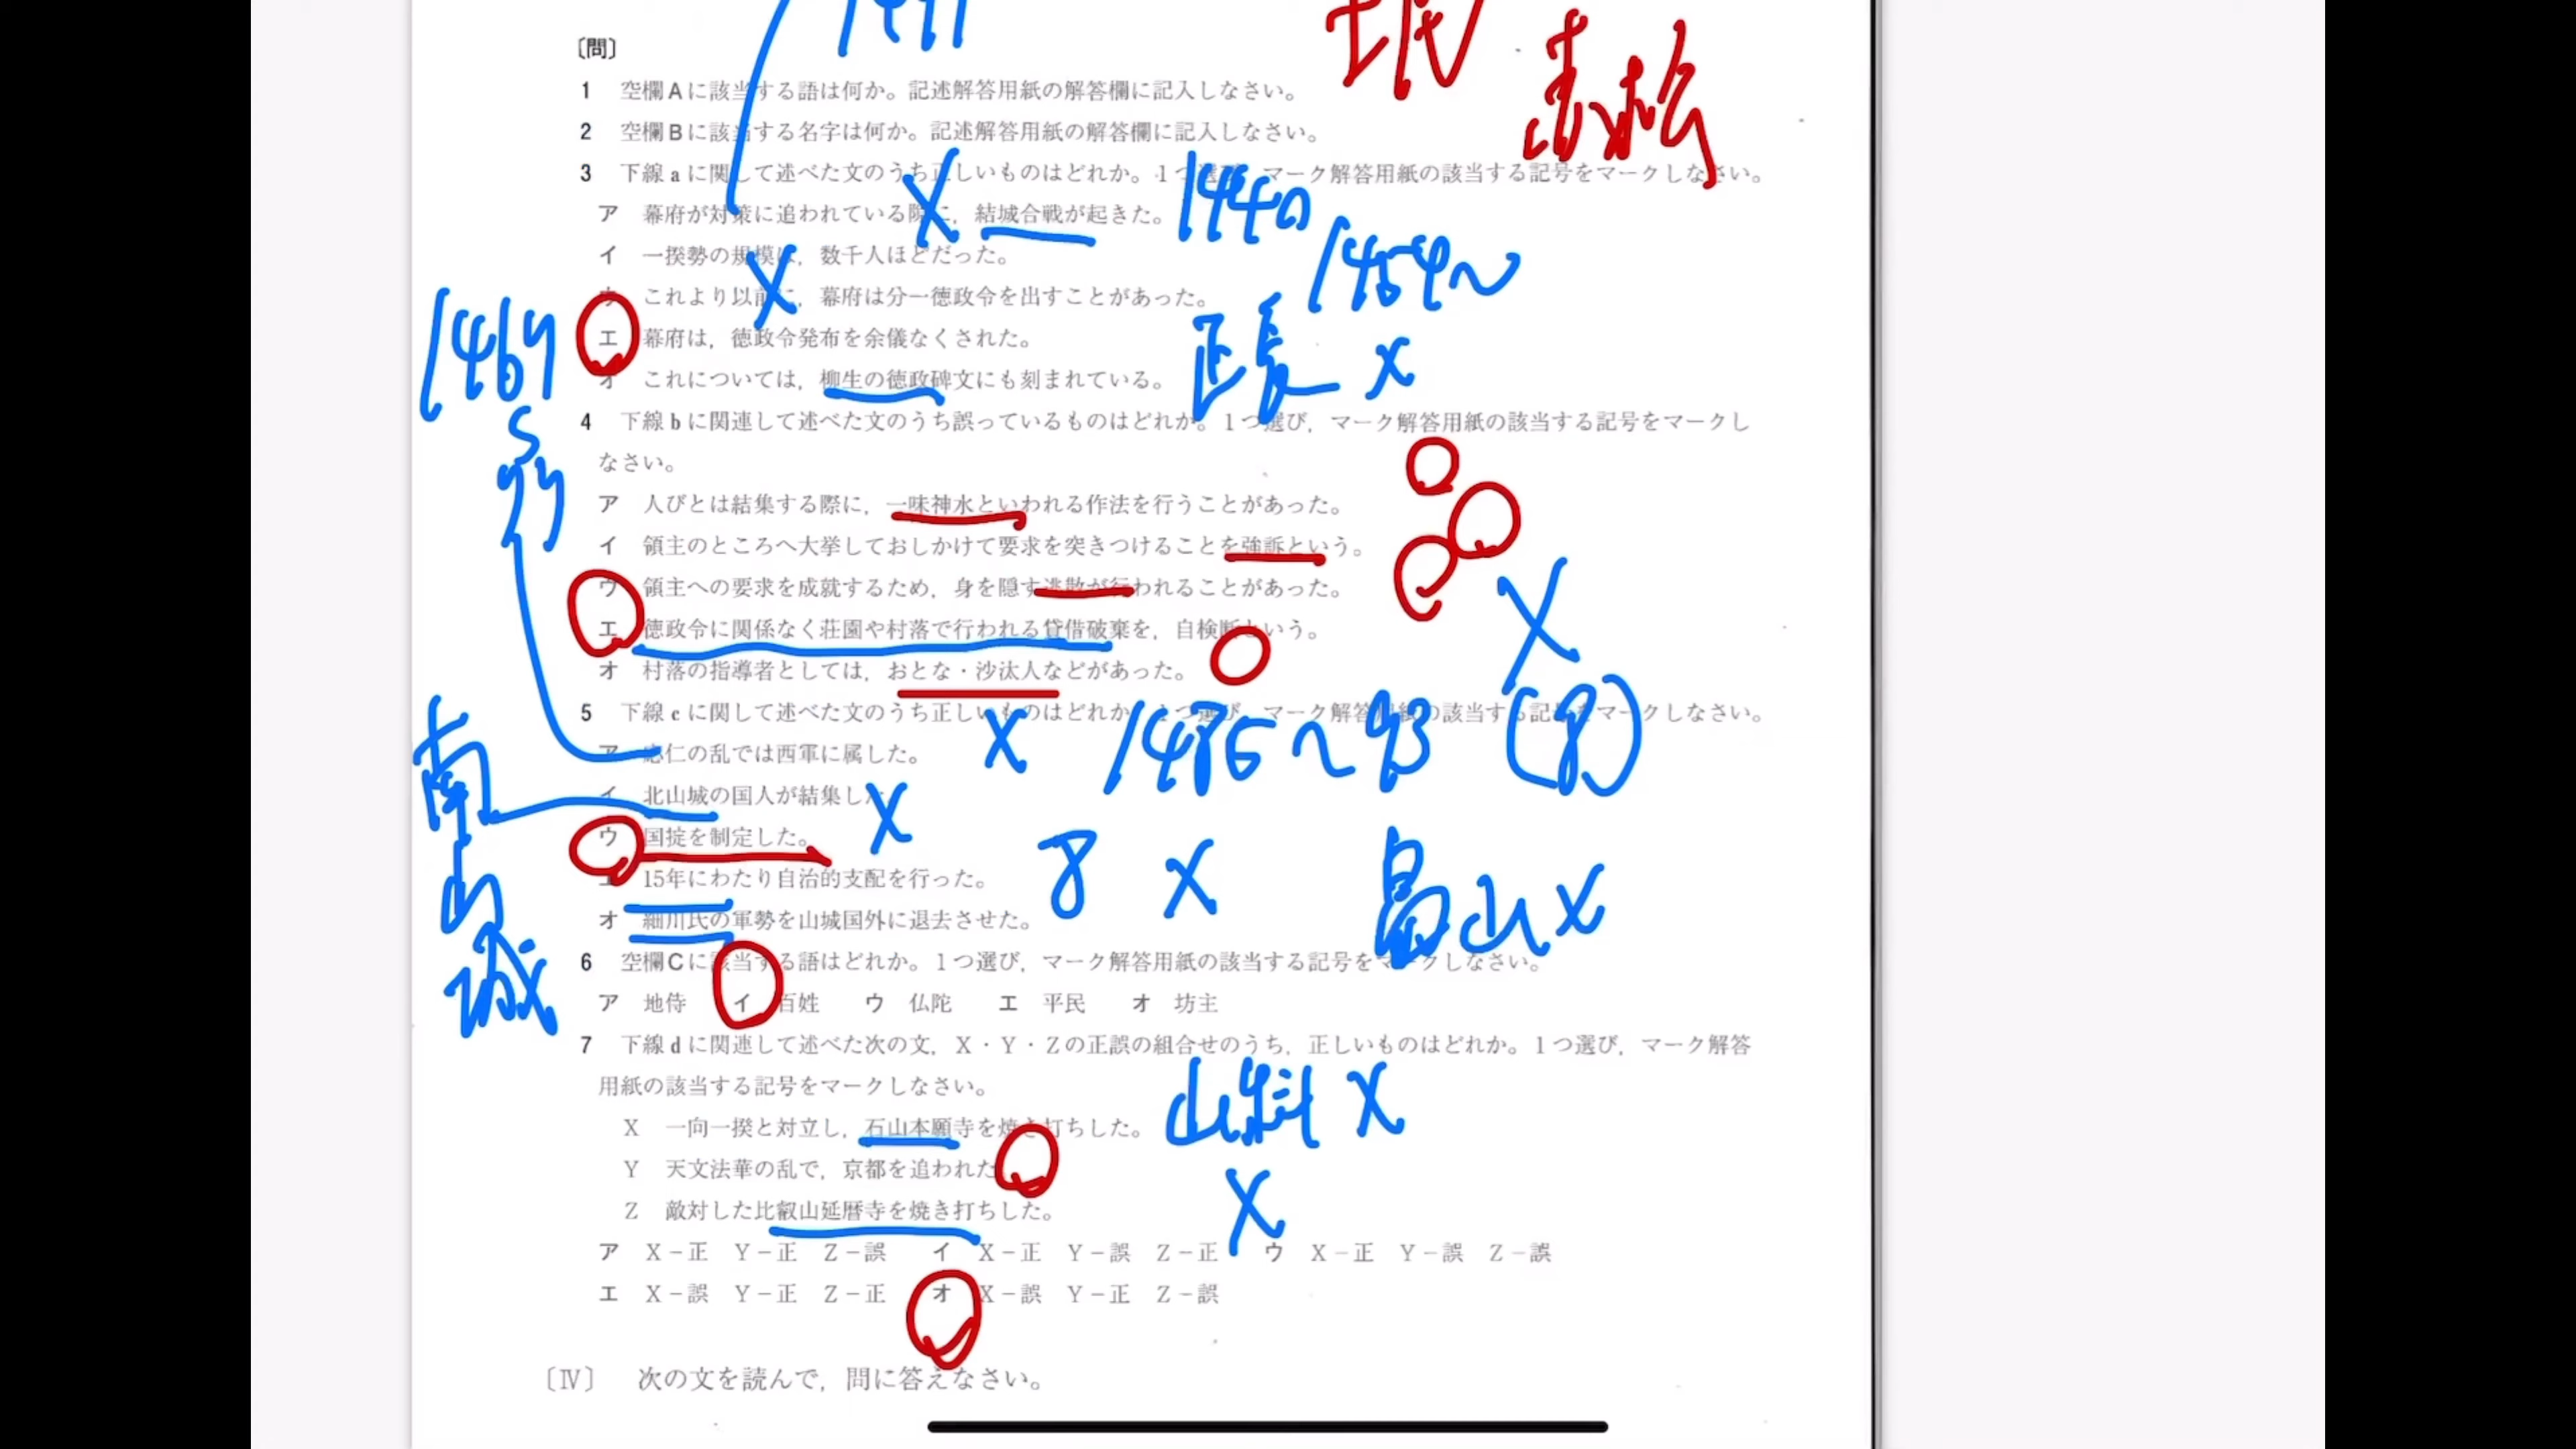 1441
土民
赤松
〔問〕
1 空欄Aに該当する語は何か。記述解答用紙の解答欄に記入しなさい。
2 空欄Bに該当する名字は何か。記述解答用紙の解答欄に記入しなさい。
3 下線aに関して述べた文のうち正しいものはどれか。1つ選び，マーク解答用紙の該当する記号をマークしなさい。
ア 幕府が対策に追われている際に，結城合戦が起きた。 X 1440
イ 一揆勢の規模は，数千人ほどだった。 X 1454〜
ウ これより以前に，幕府は分一徳政令を出すことがあった。
エ 幕府は，徳政令発布を余儀なくされた。
オ これについては，柳生の徳政碑文にも刻まれている。 正長 X
4 下線bに関連して述べた文のうち誤っているものはどれか。1つ選び，マーク解答用紙の該当する記号をマークし
なさい。
ア 人びとは結集する際に，一味神水といわれる作法を行うことがあった。
イ 領主のところへ大挙しておしかけて要求を突きつけることを強訴という。
ウ 領主への要求を成就するため，身を隠す逃散が行われることがあった。
エ 徳政令に関係なく荘園や村落で行われる貸借破棄を，自検断という。 X
オ 村落の指導者としては，おとな・沙汰人などがあった。
5 下線cに関して述べた文のうち正しいものはどれか。1つ選び，マーク解答用紙の該当する記号をマークしなさい。
1467
77
ア 応仁の乱では西軍に属した。 X 1485〜93 (8)
南山城
イ 北山城の国人が結集した X
ウ 国掟を制定した。
エ 15年にわたり自治的支配を行った。 8 X
オ 細川氏の軍勢を山城国外に退去させた。 畠山 X
6 空欄Cに該当する語はどれか。1つ選び，マーク解答用紙の該当する記号をマークしなさい。
ア 地侍 イ 百姓 ウ 仏陀 エ 平民 オ 坊主
7 下線dに関連して述べた次の文，X・Y・Zの正誤の組合せのうち，正しいものはどれか。1つ選び，マーク解答
用紙の該当する記号をマークしなさい。
X 一向一揆と対立し，石山本願寺を焼き打ちした。 山科 X
Y 天文法華の乱で，京都を追われた
Z 敵対した比叡山延暦寺を焼き打ちした。 X
ア X－正 Y－正 Z－誤 イ X－正 Y－誤 Z－正 ウ X－正 Y－誤 Z－誤
エ X－誤 Y－正 Z－正 オ X－誤 Y－正 Z－誤
〔Ⅳ〕 次の文を読んで，問に答えなさい。